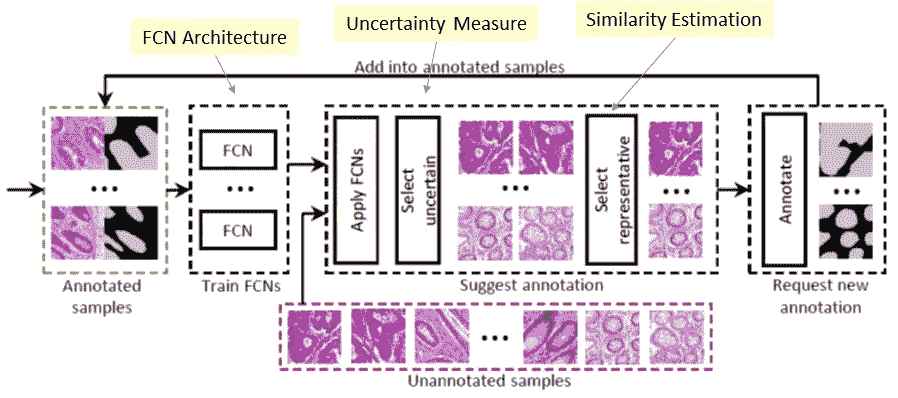 FCN Architecture
Uncertainty Measure
Similarity Estimation
Add into annotated samples
FCN
FCN
Apply FCNs
Select
uncertain
Select
representative
Annotate
Annotated
samples
Train FCNs
Suggest annotation
Request new
annotation
Unannotated samples